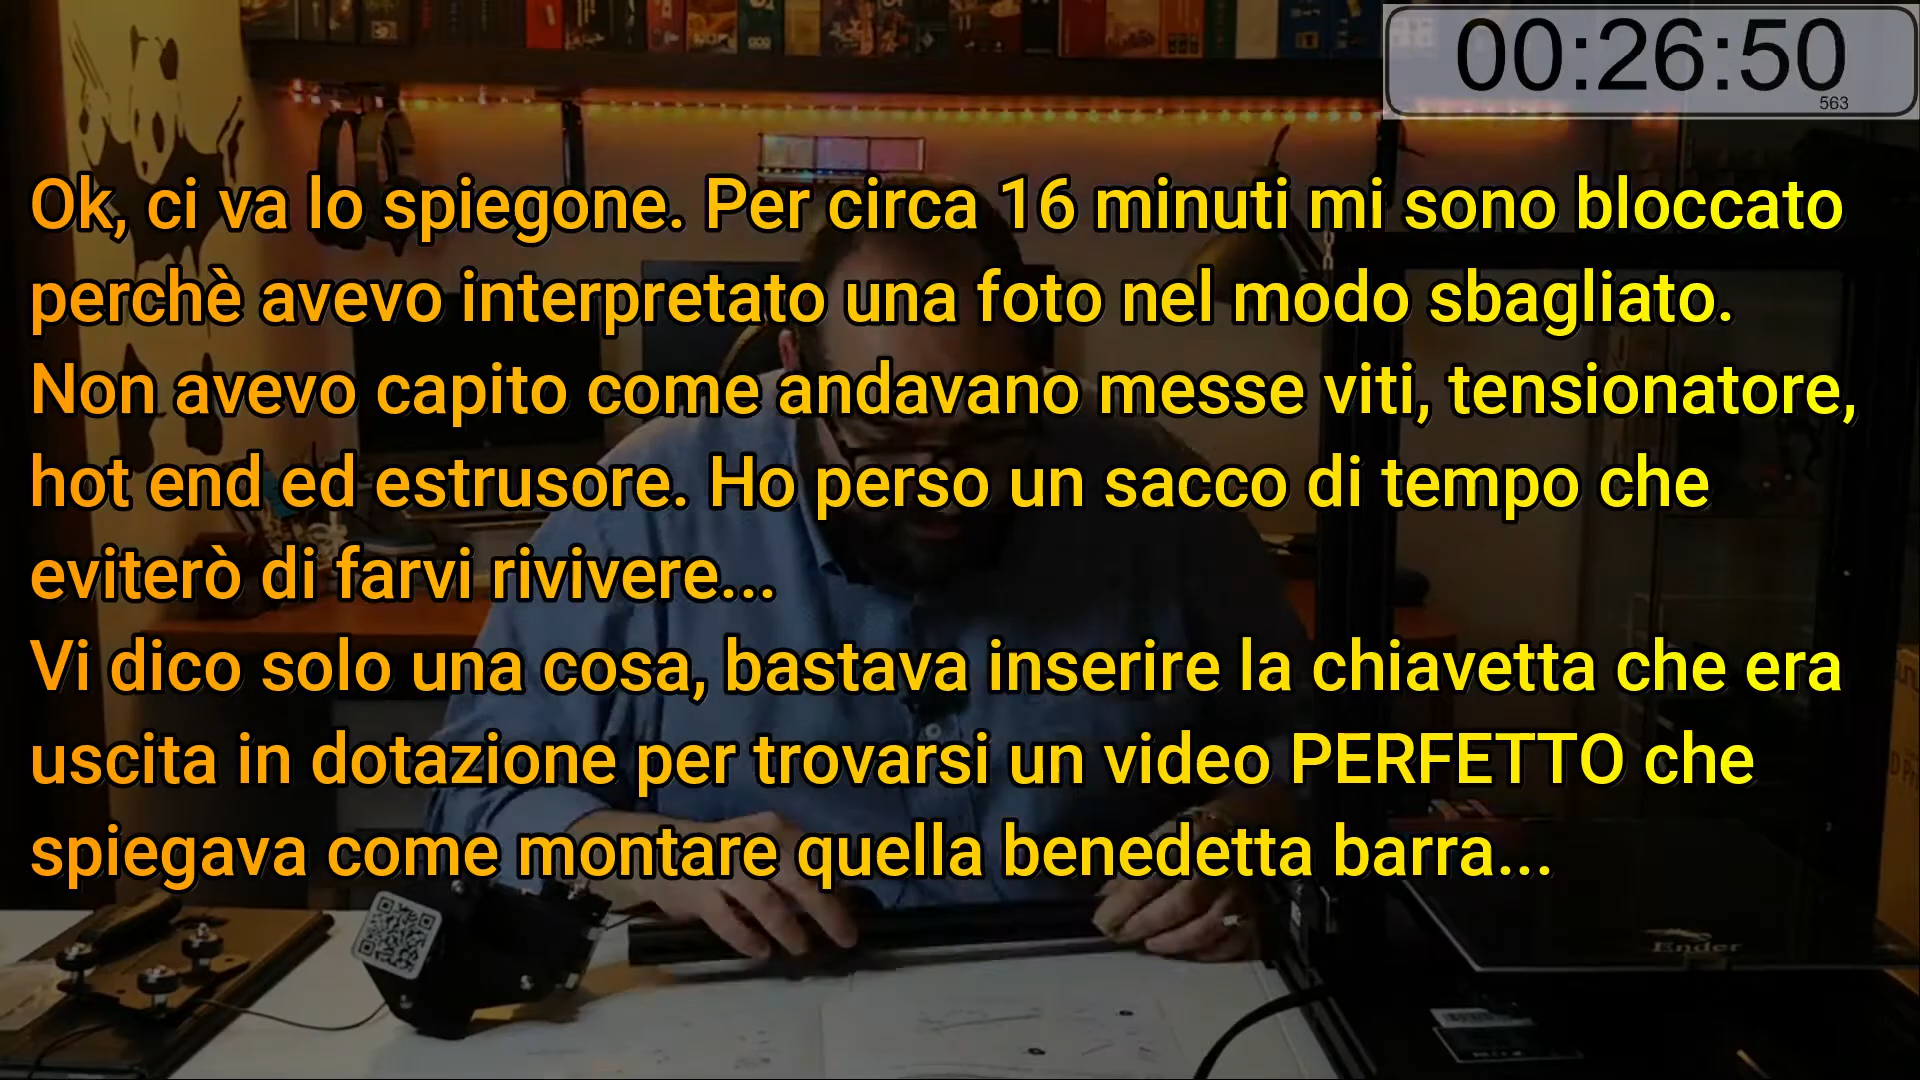 00:26:50
563
Ok, ci va lo spiegone. Per circa 16 minuti mi sono bloccato
perchè avevo interpretato una foto nel modo sbagliato.
Non avevo capito come andavano messe viti, tensionatore,
hot end ed estrusore. Ho perso un sacco di tempo che
eviterò di farvi rivivere...
Vi dico solo una cosa, bastava inserire la chiavetta che era
uscita in dotazione per trovarsi un video PERFETTO che
spiegava come montare quella benedetta barra...
Ender